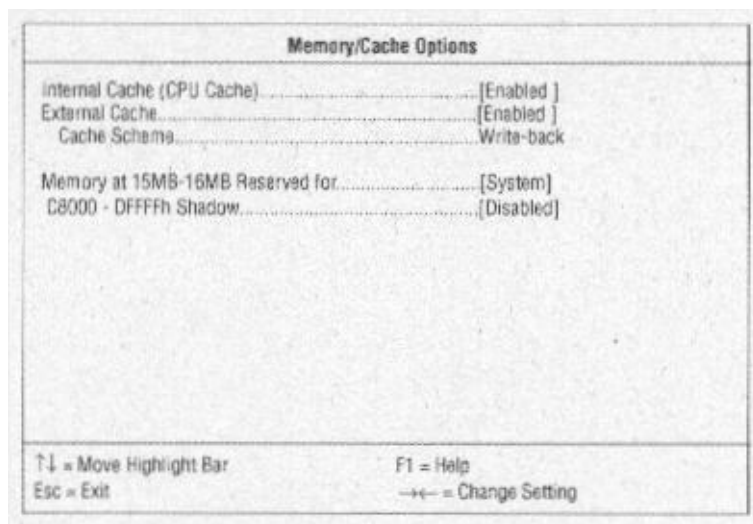 Memory/Cache Options
Internal Cache (CPU Cache)..........................[Enabled ]
External Cache..........................[Enabled ]
Cache Scheme..........................Write-back
Memory at 15MB-16MB Reserved for..........................[System]
C8000 - DFFFFh Shadow..........................[Disabled]
↑↓ = Move Highlight Bar
F1 = Help
Esc = Exit
→← = Change Setting